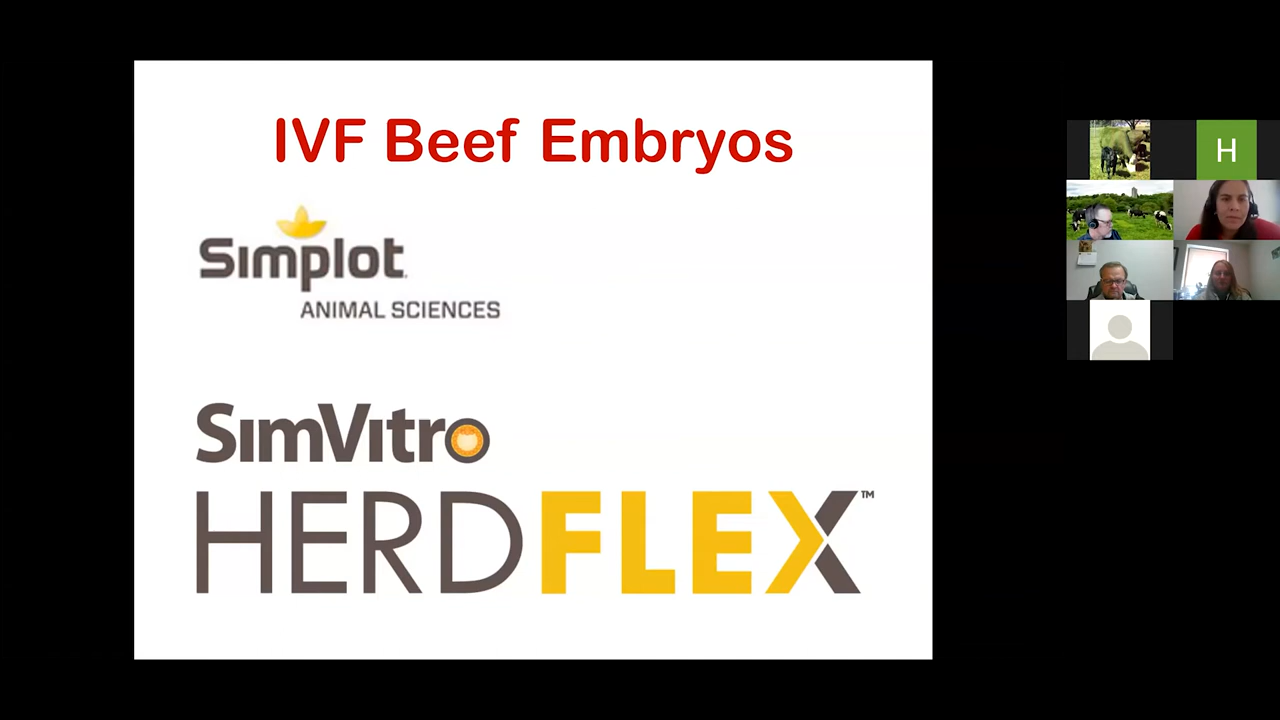 IVF Beef Embryos
Simplot
ANIMAL SCIENCES
SimVitro
HERDFLEX™
H